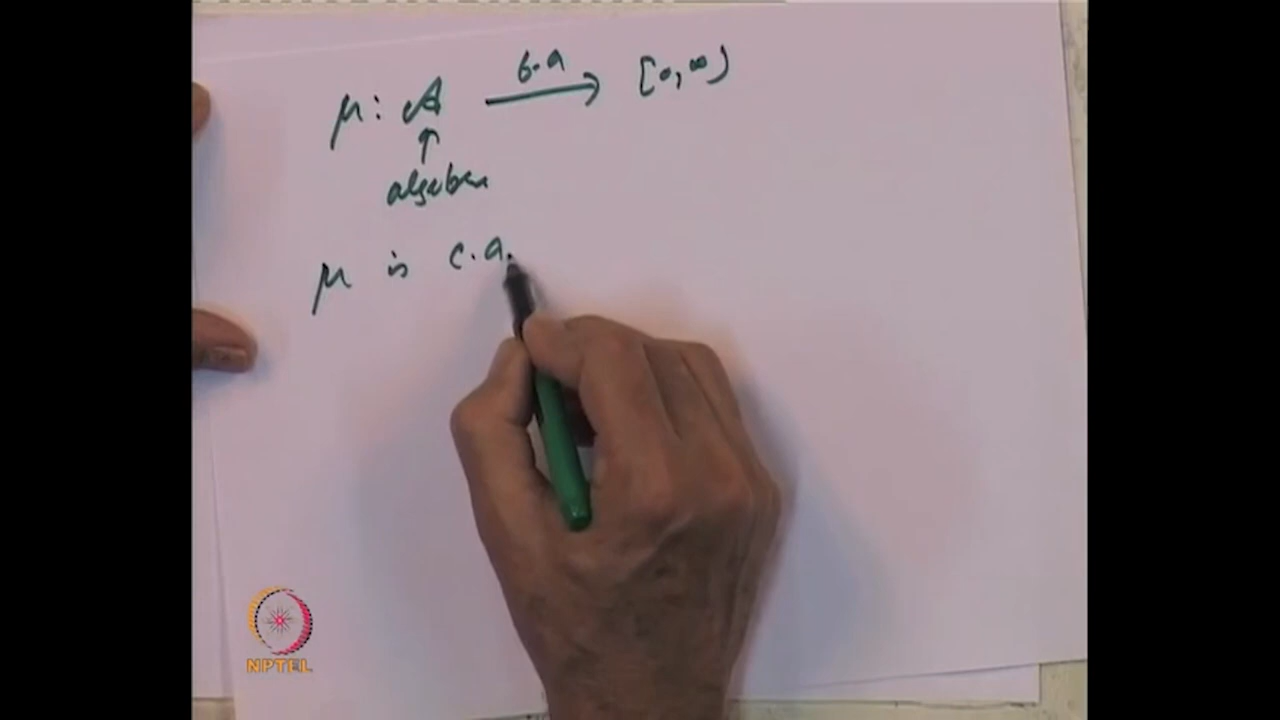 μ: 𝒜 ⟶ [0, ∞)
f.a
↑
algebra
μ is c.a.
NPTEL